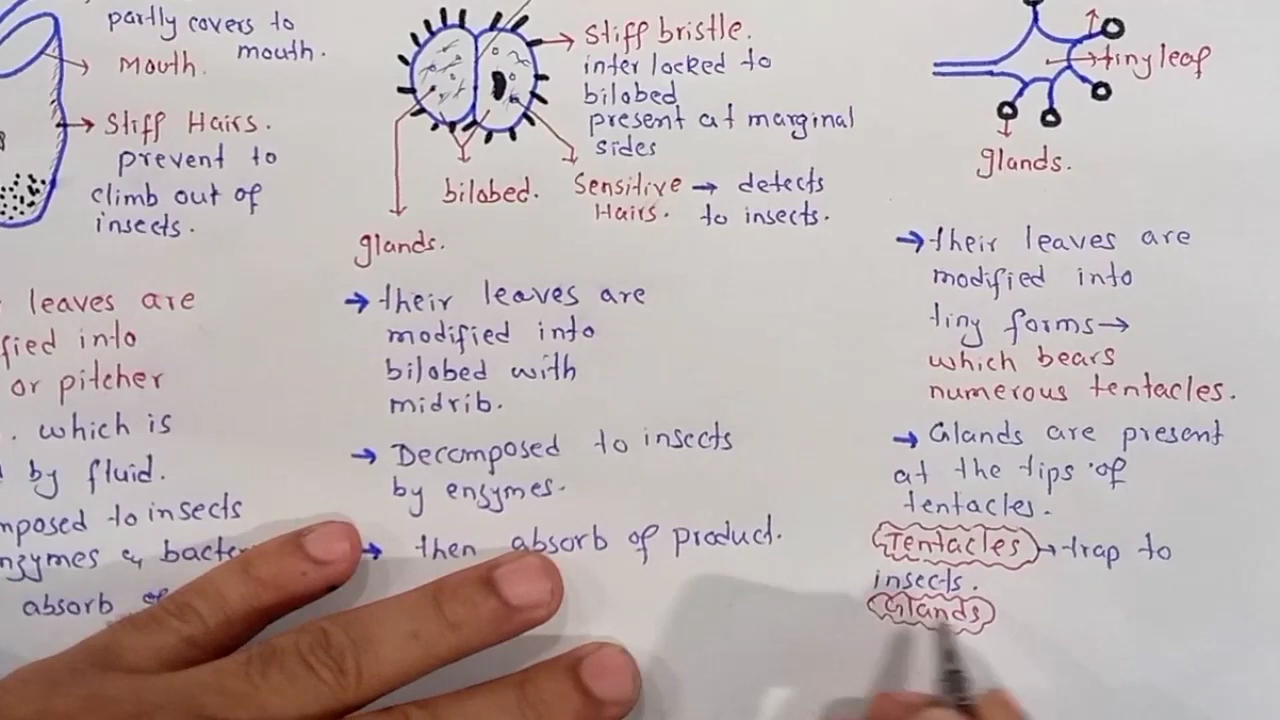 partly covers to
mouth.
Mouth.
Stiff Hairs.
prevent to
climb out of
insects.
leaves are
fied into
or pitcher
. which is
by fluid.
mposed to insects
nzymes & bacte
absorb of
Stiff bristle.
interlocked to
bilobed
present at marginal
sides
bilobed.
Sensitive → detects
Hairs. to insects.
glands.
→ their leaves are
modified into
bilobed with
midrib.
→ Decomposed to insects
by enzymes.
→ then absorb of product.
tiny leaf
glands.
→ their leaves are
modified into
tiny forms →
which bears
numerous tentacles.
→ Glands are present
at the tips of
tentacles.
Tentacles → trap to
insects.
Glands